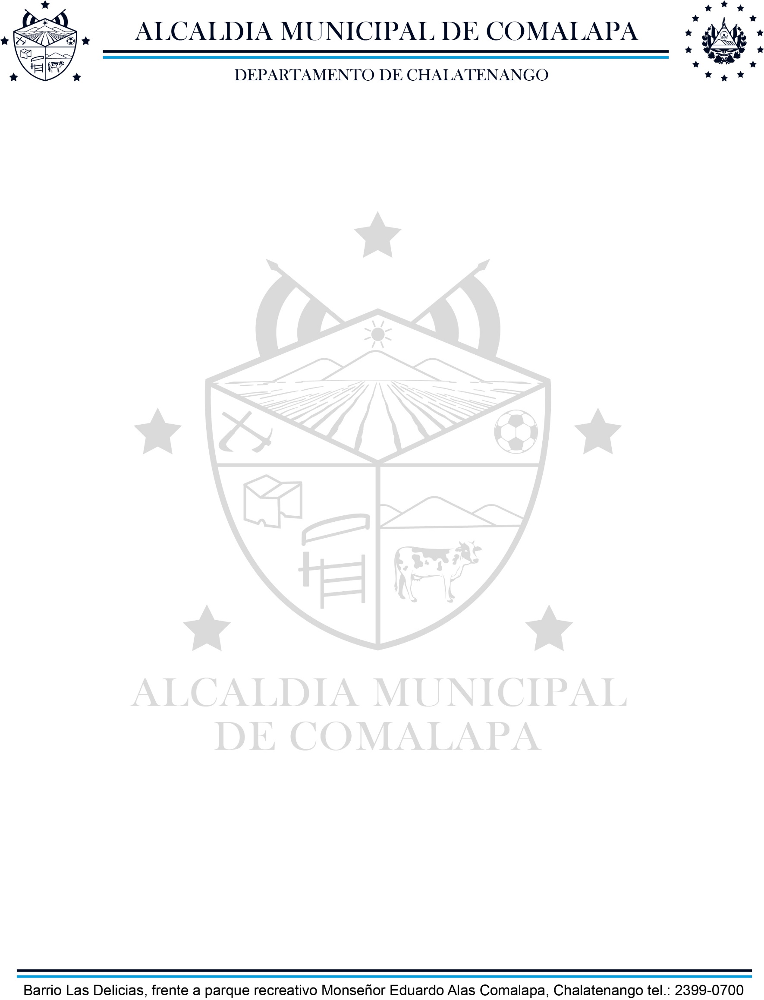 ALCALDIA MUNICIPAL DE COMALAPA
DEPARTAMENTO DE CHALATENANGO
ALCALDIA MUNICIPAL
DE COMALAPA
Barrio Las Delicias, frente a parque recreativo Monseñor Eduardo Alas Comalapa, Chalatenango tel.: 2399-0700